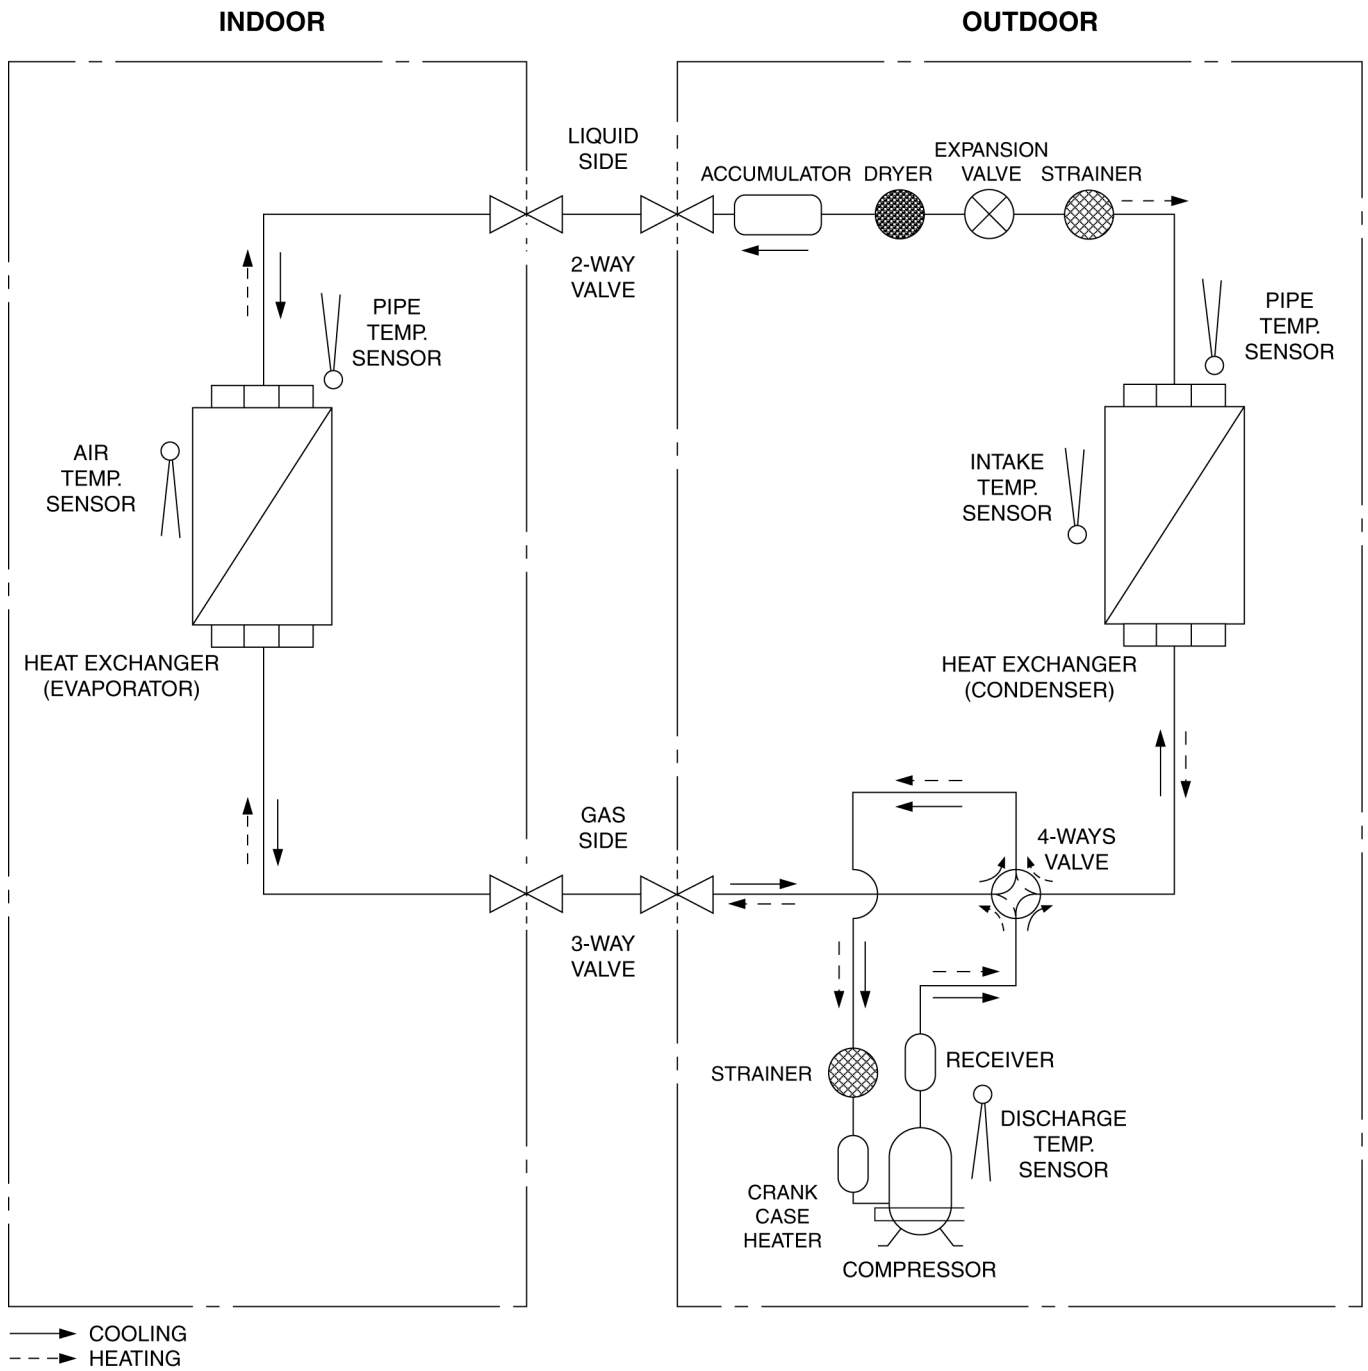 INDOOR
OUTDOOR
LIQUID
SIDE
ACCUMULATOR
DRYER
EXPANSION
VALVE
STRAINER
2-WAY
VALVE
PIPE
TEMP.
SENSOR
PIPE
TEMP.
SENSOR
AIR
TEMP.
SENSOR
INTAKE
TEMP.
SENSOR
HEAT EXCHANGER
(EVAPORATOR)
HEAT EXCHANGER
(CONDENSER)
GAS
SIDE
4-WAYS
VALVE
3-WAY
VALVE
STRAINER
RECEIVER
DISCHARGE
TEMP.
SENSOR
CRANK
CASE
HEATER
COMPRESSOR
COOLING
HEATING